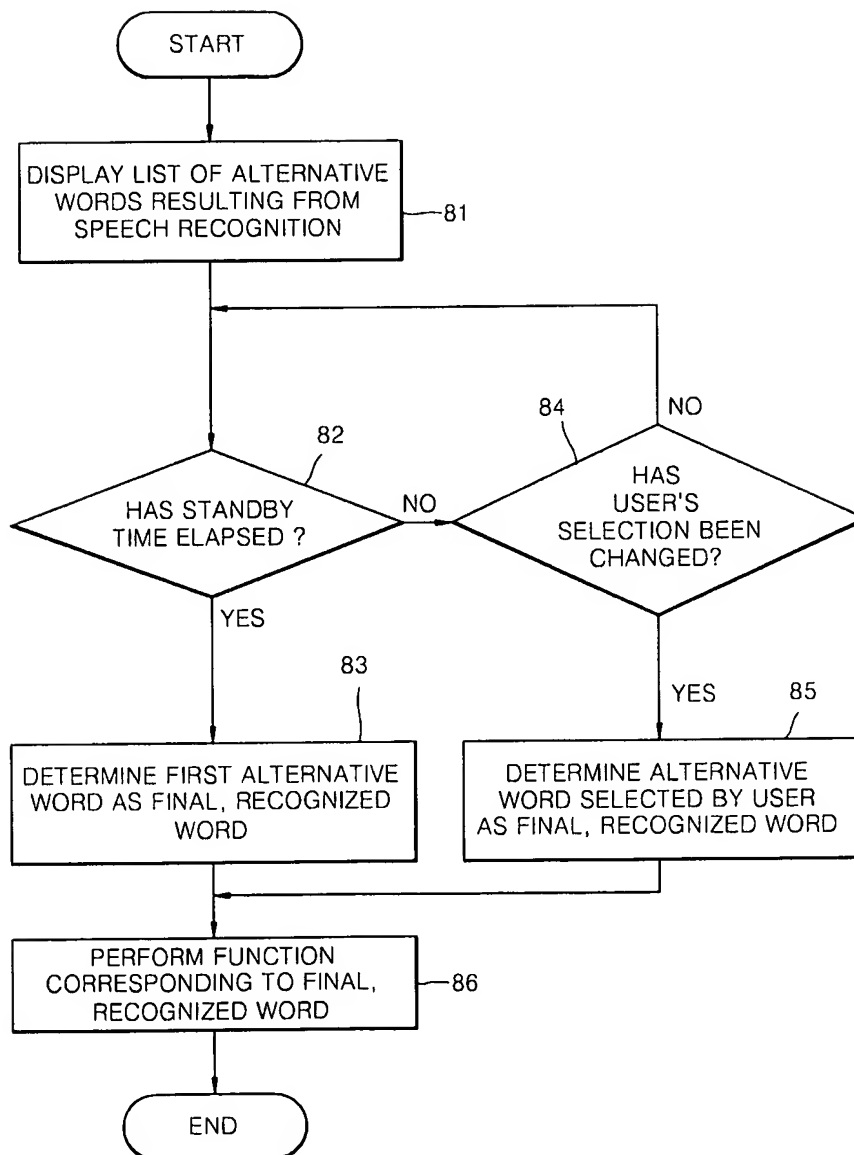 START
DISPLAY LIST OF ALTERNATIVE
WORDS RESULTING FROM
SPEECH RECOGNITION
81
82
HAS STANDBY
TIME ELAPSED ?
NO
YES
84
NO
HAS
USER'S
SELECTION BEEN
CHANGED?
YES
83
DETERMINE FIRST ALTERNATIVE
WORD AS FINAL, RECOGNIZED
WORD
85
DETERMINE ALTERNATIVE
WORD SELECTED BY USER
AS FINAL, RECOGNIZED WORD
PERFORM FUNCTION
CORRESPONDING TO FINAL,
RECOGNIZED WORD
86
END